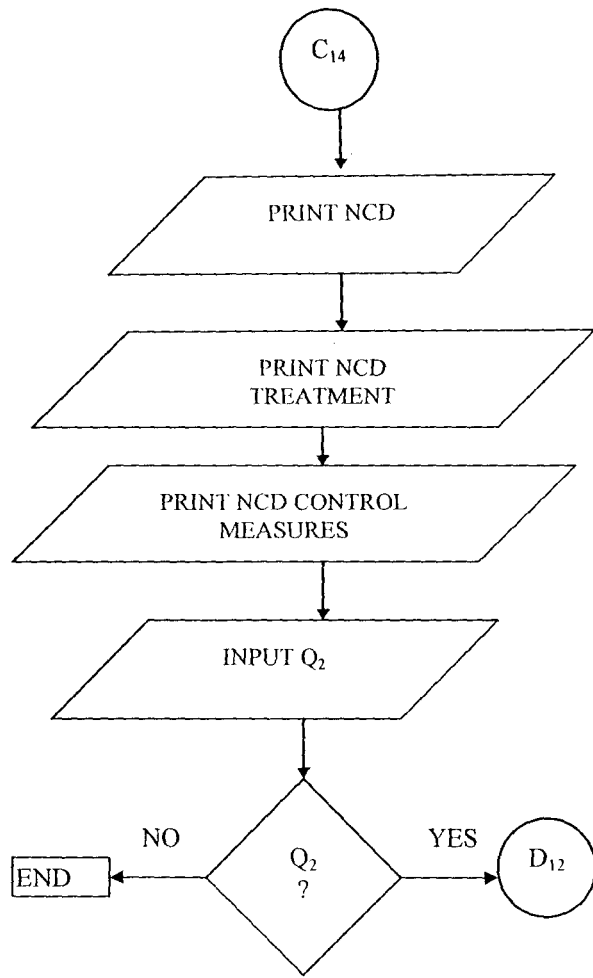 C₁₄
PRINT NCD
PRINT NCD
TREATMENT
PRINT NCD CONTROL
MEASURES
INPUT Q₂
NO
Q₂
?
YES
END
D₁₂